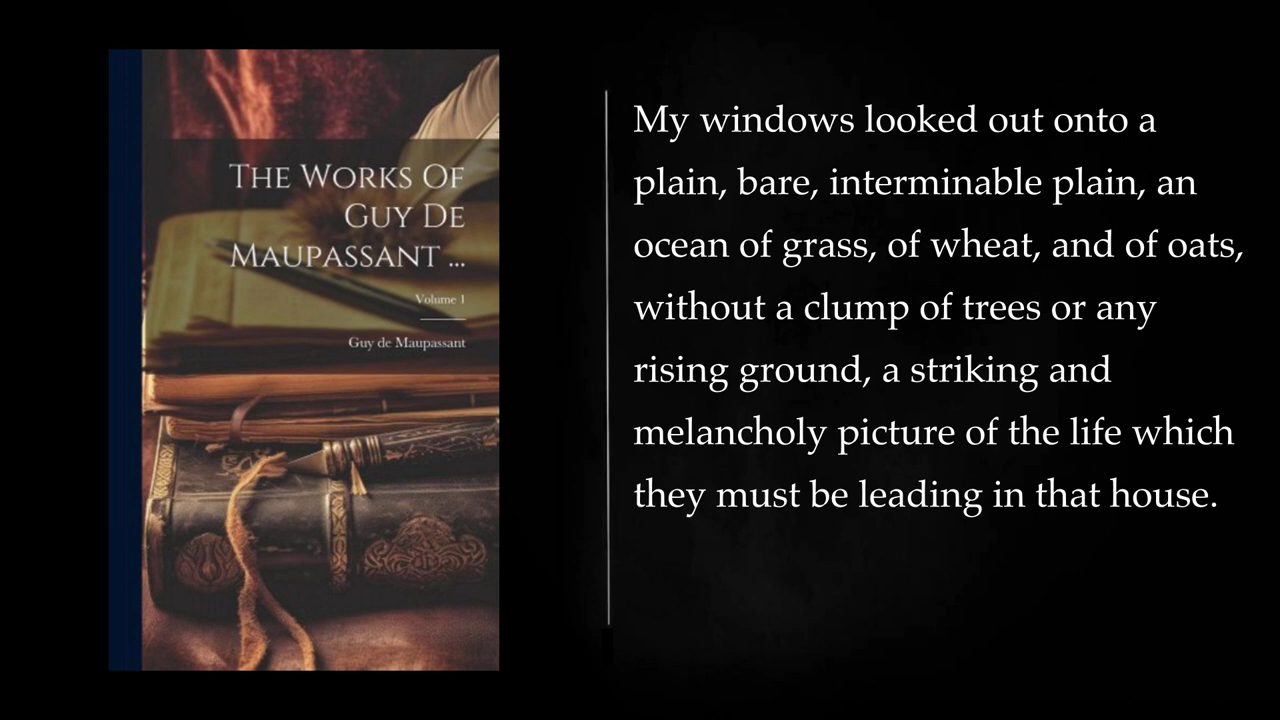 The Works Of
Guy De
Maupassant ...
Volume 1
Guy de Maupassant
My windows looked out onto a
plain, bare, interminable plain, an
ocean of grass, of wheat, and of oats,
without a clump of trees or any
rising ground, a striking and
melancholy picture of the life which
they must be leading in that house.